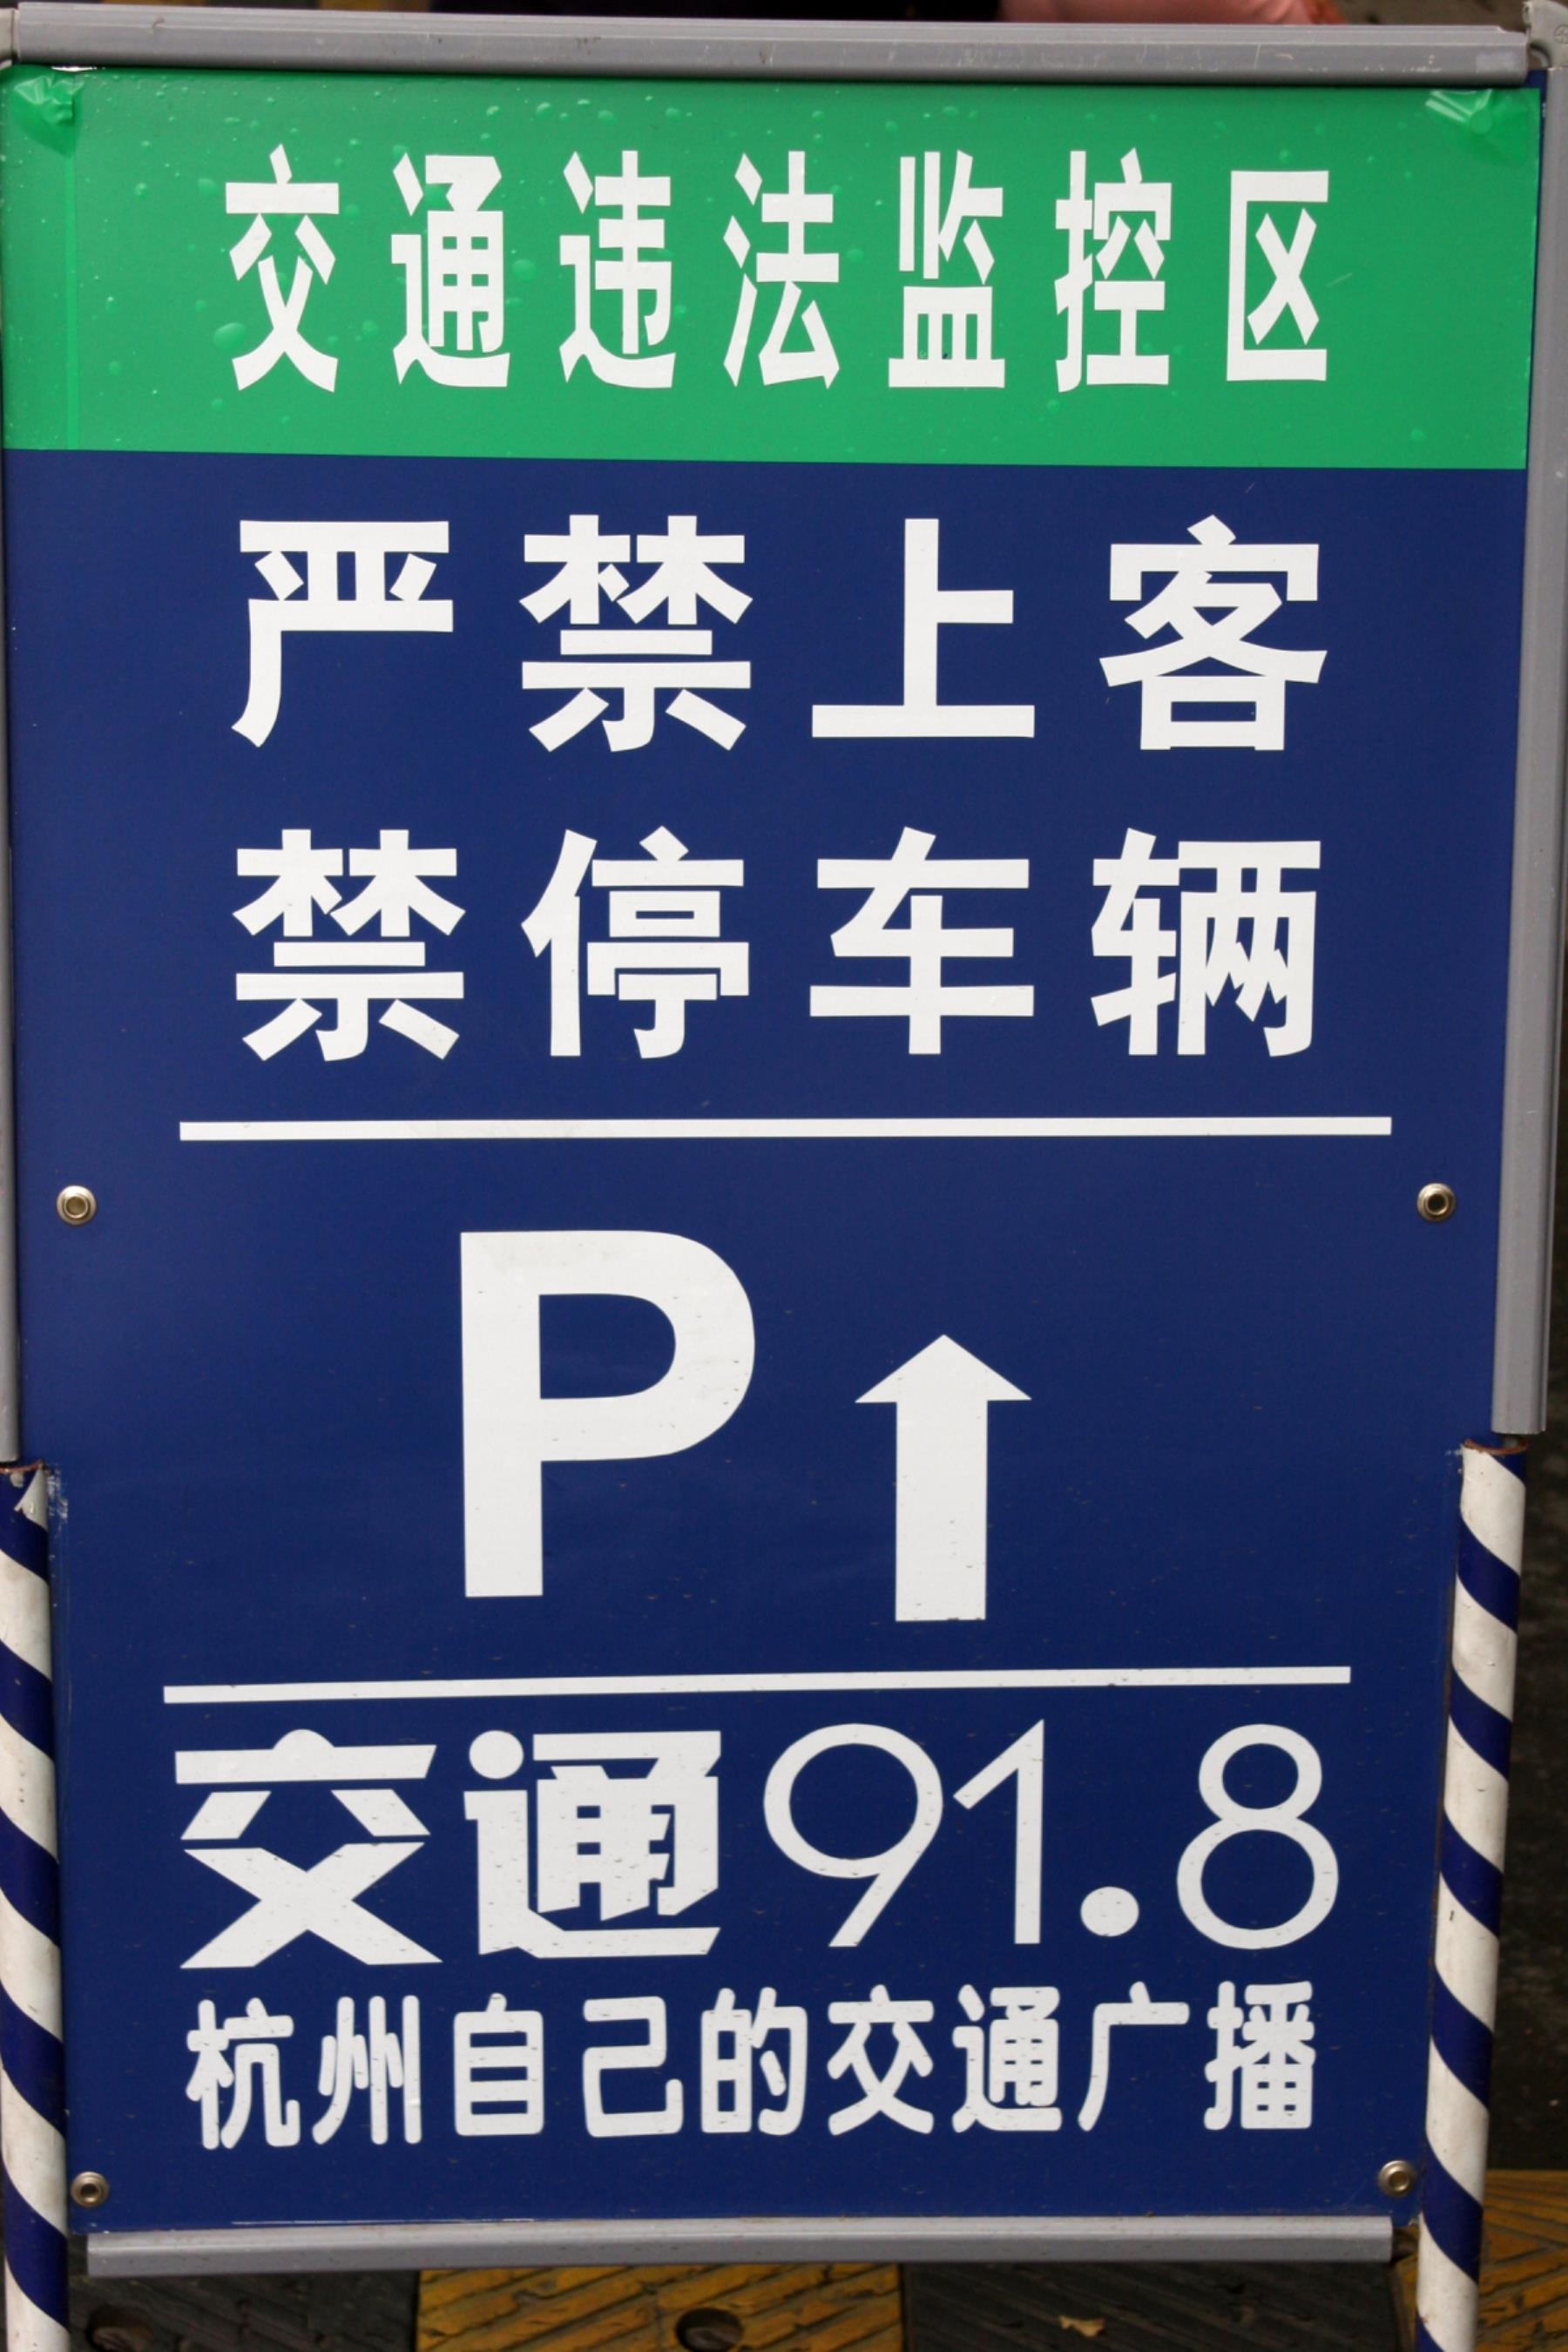 交通违法监控区
严禁上客
禁停车辆
P↑
交通91.8
杭州自己的交通广播